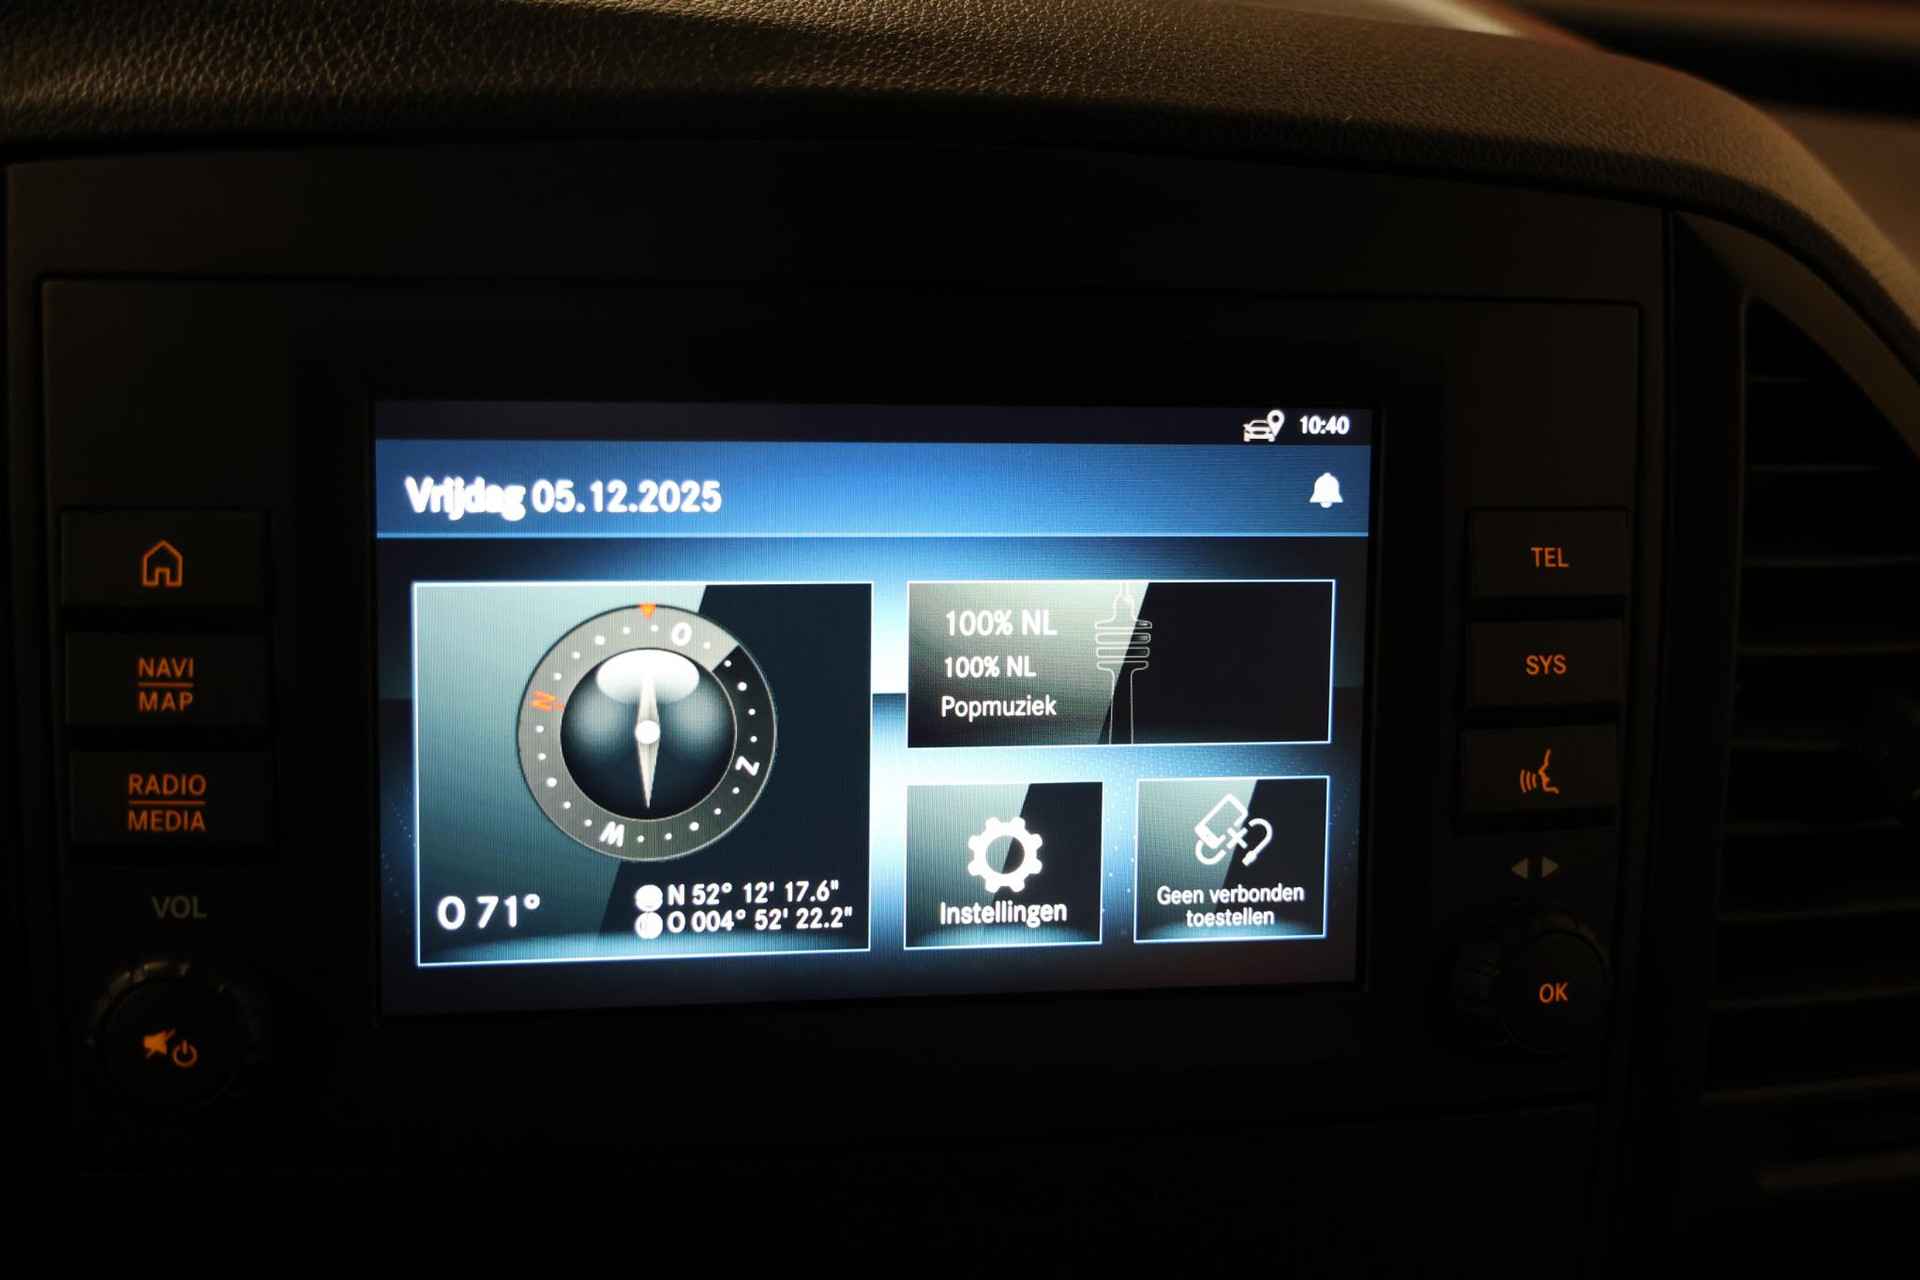 10:40
Vrijdag 05.12.2025
NAVI
MAP
RADIO
MEDIA
VOL
O
N
Z
W
O 71°
N 52° 12' 17.6"
O 004° 52' 22.2"
100% NL
100% NL
Popmuziek
Instellingen
Geen verbonden
toestellen
TEL
SYS
OK